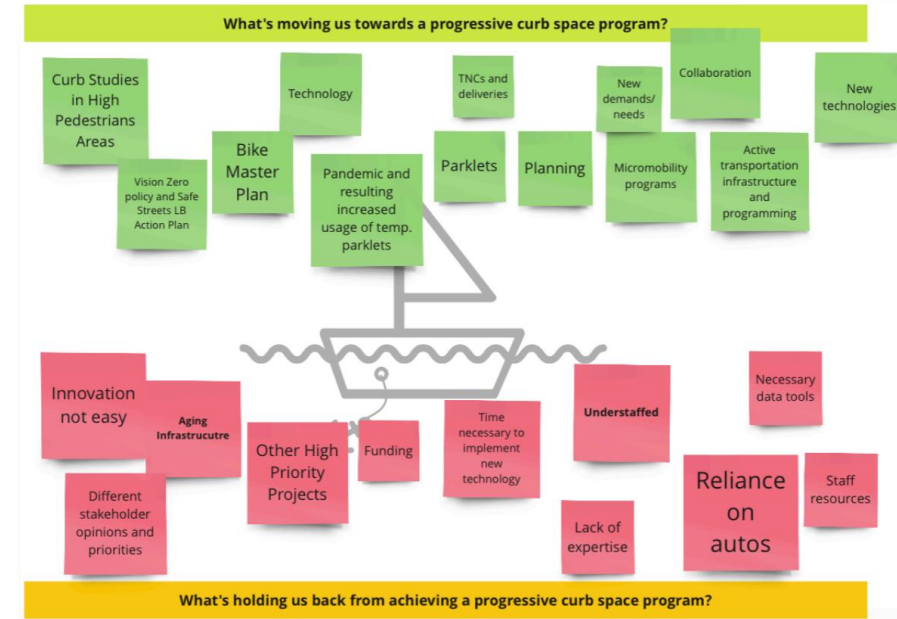 What's moving us towards a progressive curb space program?
Curb Studies
in High
Pedestrians
Areas
Technology
TNCs and
deliveries
New
demands/
needs
Collaboration
New
technologies
Vision Zero
policy and Safe
Streets LB
Action Plan
Bike
Master
Plan
Pandemic and
resulting
increased
usage of temp.
parklets
Parklets
Planning
Micromobility
programs
Active
transportation
infrastructure
and
programming
Innovation
not easy
Aging
Infrastrucutre
Different
stakeholder
opinions and
priorities
Other High
Priority
Projects
Funding
Time
necessary to
implement
new
technology
Understaffed
Lack of
expertise
Necessary
data tools
Reliance
on
autos
Staff
resources
What's holding us back from achieving a progressive curb space program?